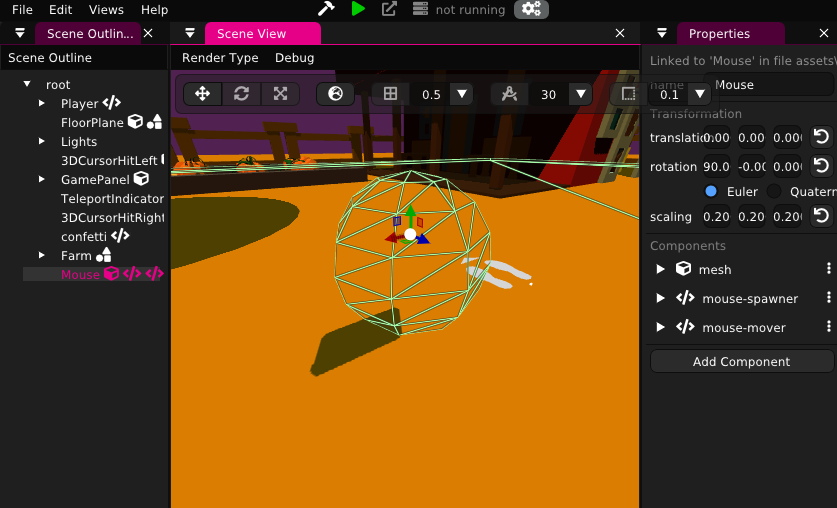 File Edit Views Help
not running
Scene Outlin...
Scene View
Properties
Scene Outline
Render Type Debug
Linked to 'Mouse' in file assets\
name Mouse
0.5 30 0.1
root
Player
FloorPlane
Lights
3DCursorHitLeft
GamePanel
TeleportIndicator
3DCursorHitRight
confetti
Farm
Mouse
Transformation
translation 0.00 0.00 0.000
rotation 90.0 -0.00 0.000
Euler Quatern
scaling 0.20 0.20 0.200
Components
mesh
mouse-spawner
mouse-mover
Add Component